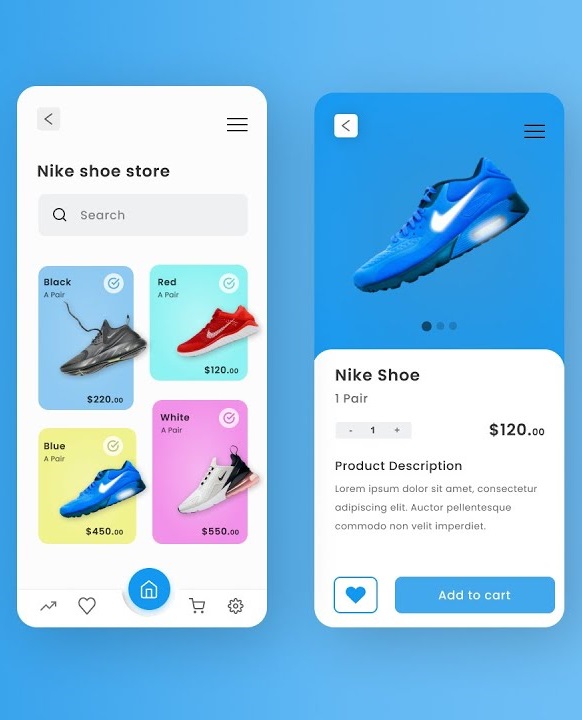 Nike shoe store
Search
Black
A Pair
$220.00
Red
A Pair
$120.00
Blue
A Pair
$450.00
White
A Pair
$550.00
Nike Shoe
1 Pair
- 1 +
$120.00
Product Description
Lorem ipsum dolor sit amet, consectetur
adipiscing elit. Auctor pellentesque
commodo non velit imperdiet.
Add to cart